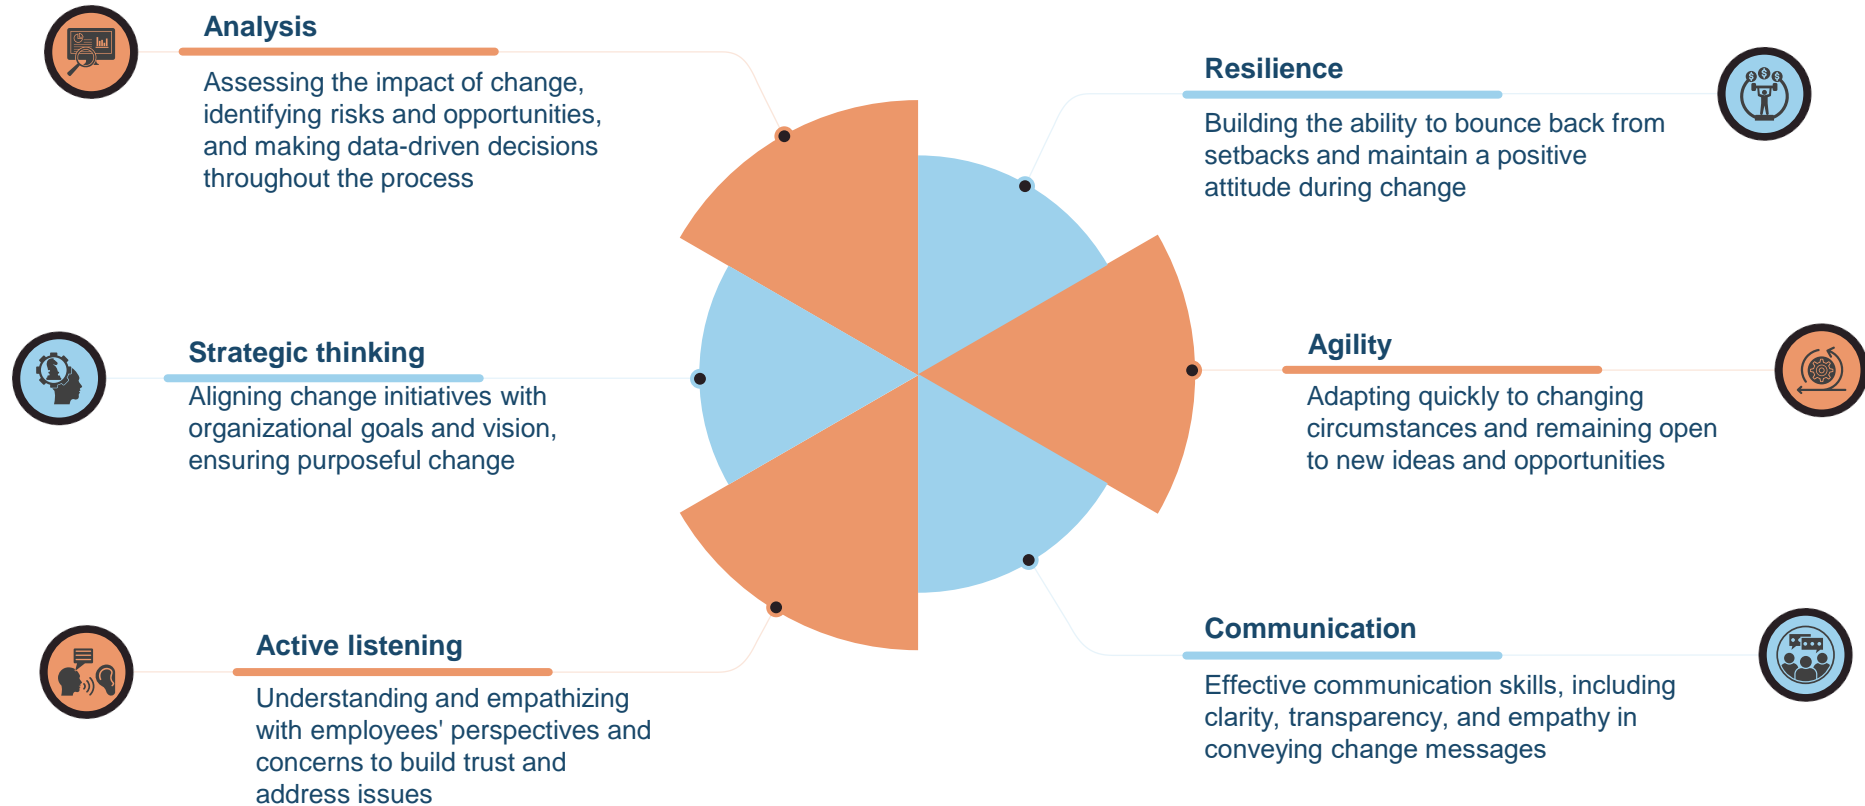 Analysis
Assessing the impact of change,
identifying risks and opportunities,
and making data-driven decisions
throughout the process
Strategic thinking
Aligning change initiatives with
organizational goals and vision,
ensuring purposeful change
Active listening
Understanding and empathizing
with employees' perspectives and
concerns to build trust and
address issues
Resilience
Building the ability to bounce back from
setbacks and maintain a positive
attitude during change
Agility
Adapting quickly to changing
circumstances and remaining open
to new ideas and opportunities
Communication
Effective communication skills, including
clarity, transparency, and empathy in
conveying change messages